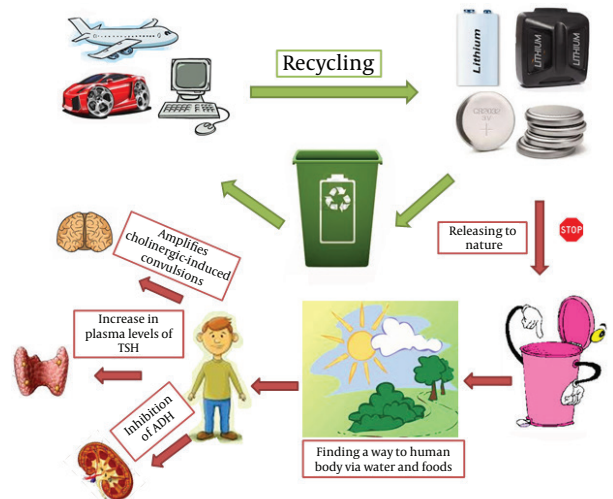 Recycling
Lithium
LITHIUM
LITHIUM
Releasing to
nature
STOP
Amplifies
cholinergic-induced
convulsions
Increase in
plasma levels of
TSH
Inhibition
of ADH
Finding a way to human
body via water and foods